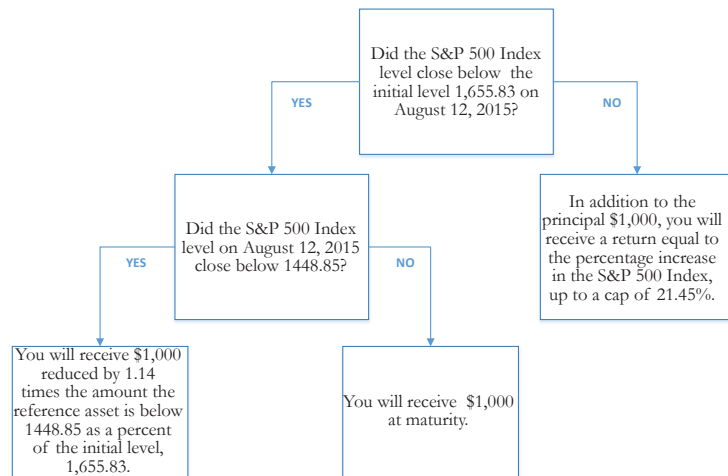 Did the S&P 500 Index
level close below the
initial level 1,655.83 on
August 12, 2015?
YES
NO
Did the S&P 500 Index
level on August 12, 2015
close below 1448.85?
In addition to the
principal $1,000, you will
receive a return equal to
the percentage increase
in the S&P 500 Index,
up to a cap of 21.45%.
YES
NO
You will receive $1,000
reduced by 1.14
times the amount the
reference asset is below
1448.85 as a percent
of the initial level,
1,655.83.
You will receive $1,000
at maturity.